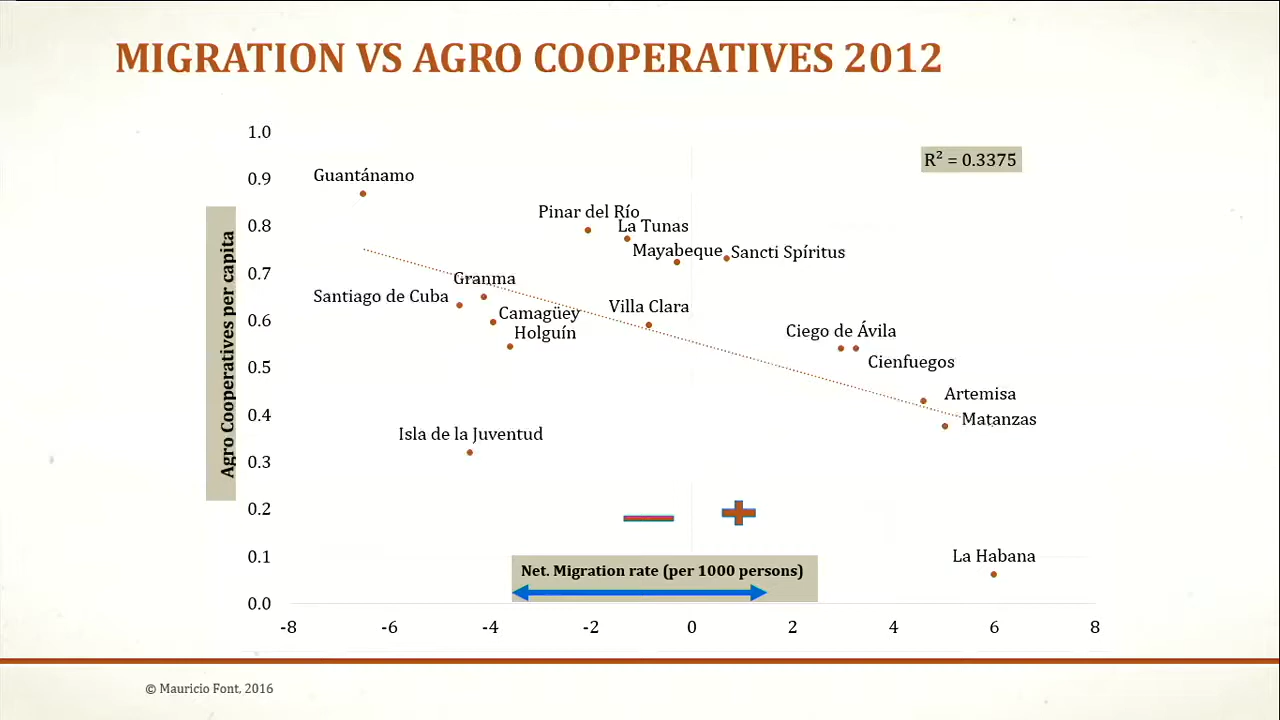 MIGRATION VS AGRO COOPERATIVES 2012
1.0
R² = 0.3375
Guantánamo
0.9
Pinar del Río
0.8
La Tunas
Mayabeque
Sancti Spíritus
0.7
Granma
Santiago de Cuba
Villa Clara
Camagüey
0.6
Holguín
Ciego de Ávila
Cienfuegos
0.5
Artemisa
Matanzas
0.4
Isla de la Juventud
0.3
Agro Cooperatives per capita
0.2
La Habana
0.1
Net. Migration rate (per 1000 persons)
0.0
-8 -6 -4 -2 0 2 4 6 8
© Mauricio Font, 2016